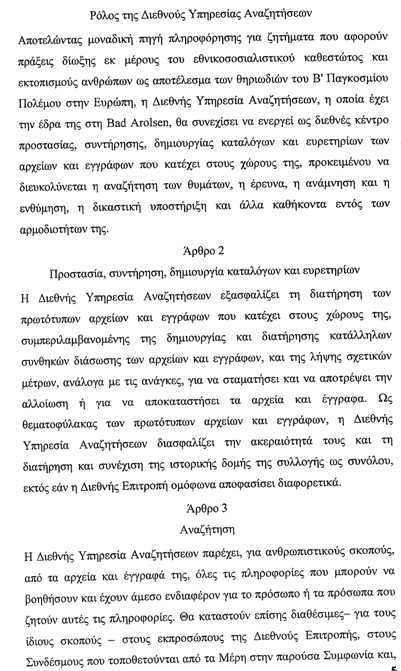 Ρόλος της Διεθνούς Υπηρεσίας Αναζητήσεων
Αποτελώντας μοναδική πηγή πληροφόρησης για ζητήματα που αφορούν
πράξεις δίωξης εκ μέρους του εθνικοσοσιαλιστικού καθεστώτος και
εκτοπισμούς ανθρώπων ως αποτέλεσμα των θηριωδιών του Β' Παγκοσμίου
Πολέμου στην Ευρώπη, η Διεθνής Υπηρεσία Αναζητήσεων, η οποία έχει
την έδρα της στη Bad Arolsen, θα συνεχίσει να ενεργεί ως διεθνές κέντρο
προστασίας, συντήρησης, δημιουργίας καταλόγων και ευρετηρίων των
αρχείων και εγγράφων που κατέχει στους χώρους της, προκειμένου να
διευκολύνεται η αναζήτηση των θυμάτων, η έρευνα, η ανάμνηση και η
ενθύμηση, η δικαστική υποστήριξη και άλλα καθήκοντα εντός των
αρμοδιοτήτων της.
Άρθρο 2
Προστασία, συντήρηση, δημιουργία καταλόγων και ευρετηρίων
Η Διεθνής Υπηρεσία Αναζητήσεων εξασφαλίζει τη διατήρηση των
πρωτότυπων αρχείων και εγγράφων που κατέχει στους χώρους της,
συμπεριλαμβανομένης της δημιουργίας και διατήρησης κατάλληλων
συνθηκών διάσωσης των αρχείων και εγγράφων, και της λήψης σχετικών
μέτρων, ανάλογα με τις ανάγκες, για να σταματήσει και να αποτρέψει την
αλλοίωση ή για να αποκαταστήσει τα αρχεία και έγγραφα. Ως
θεματοφύλακας των πρωτότυπων αρχείων και εγγράφων, η Διεθνής
Υπηρεσία Αναζητήσεων διασφαλίζει την ακεραιότητά τους και τη
διατήρηση και συνέχιση της ιστορικής δομής της συλλογής ως συνόλου,
εκτός εάν η Διεθνής Επιτροπή ομόφωνα αποφασίσει διαφορετικά.
Άρθρο 3
Αναζήτηση
Η Διεθνής Υπηρεσία Αναζητήσεων παρέχει, για ανθρωπιστικούς σκοπούς,
από τα αρχεία και έγγραφά της, όλες τις πληροφορίες που μπορούν να
βοηθήσουν και έχουν άμεσο ενδιαφέρον για το πρόσωπο ή τα πρόσωπα που
ζητούν αυτές τις πληροφορίες. Θα καταστούν επίσης διαθέσιμες– για τους
ίδιους σκοπούς – στους εκπροσώπους της Διεθνούς Επιτροπής, στους
Συνδέσμους που τοποθετούνται από τα Μέρη στην παρούσα Συμφωνία και,